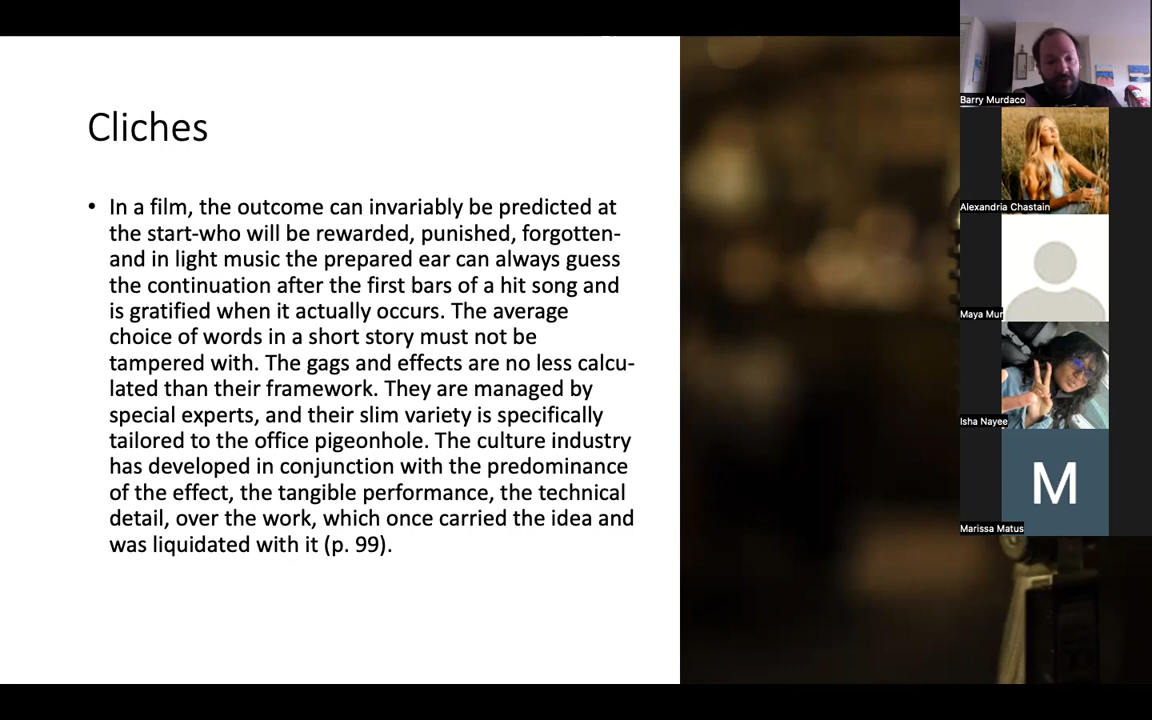 Cliches
• In a film, the outcome can invariably be predicted at
the start-who will be rewarded, punished, forgotten-
and in light music the prepared ear can always guess
the continuation after the first bars of a hit song and
is gratified when it actually occurs. The average
choice of words in a short story must not be
tampered with. The gags and effects are no less calcu-
lated than their framework. They are managed by
special experts, and their slim variety is specifically
tailored to the office pigeonhole. The culture industry
has developed in conjunction with the predominance
of the effect, the tangible performance, the technical
detail, over the work, which once carried the idea and
was liquidated with it (p. 99).
Barry Murdaco
Alexandria Chastain
Maya Mur
Isha Nayee
M
Marissa Matus